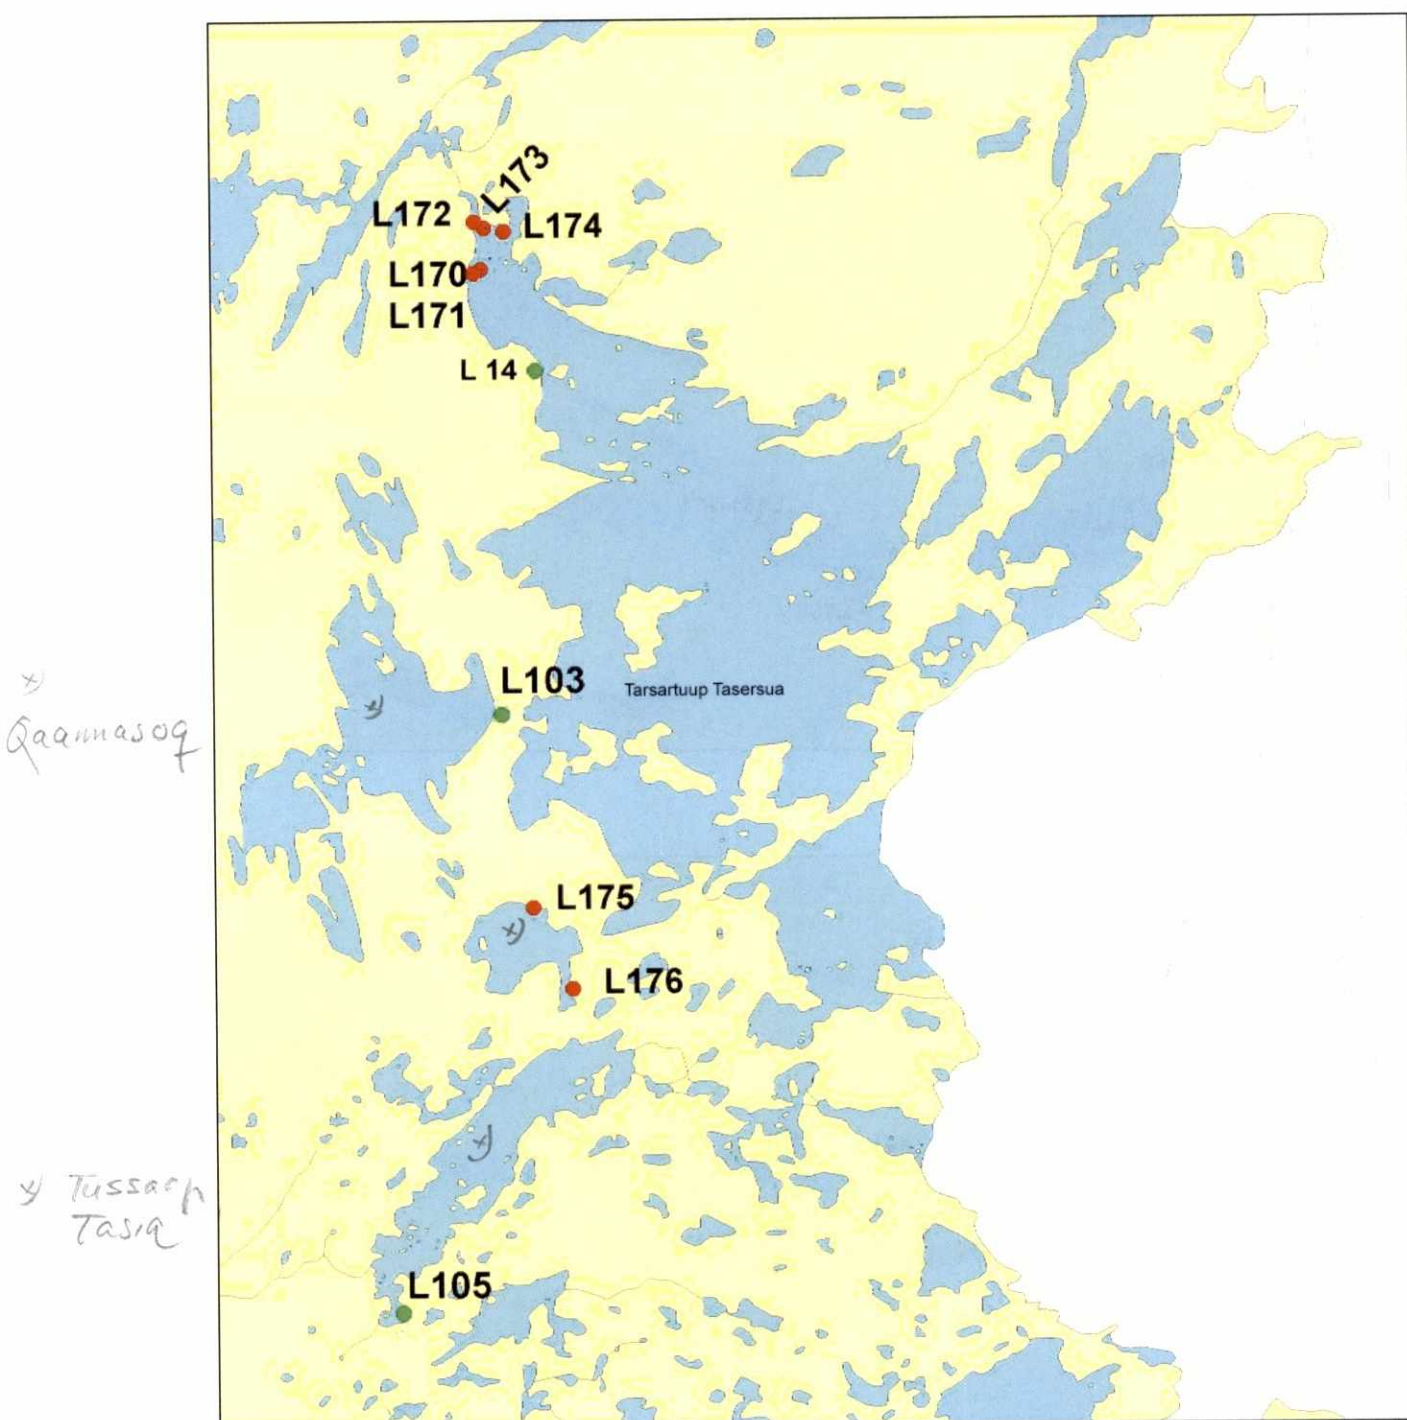 L173
L172
L174
L170
L171
L 14
L103
Tarsartuup Tasersua
x)
x)
Qaannasoq
L175
x)
L176
x)
x) Tussaap
Tasia
L105